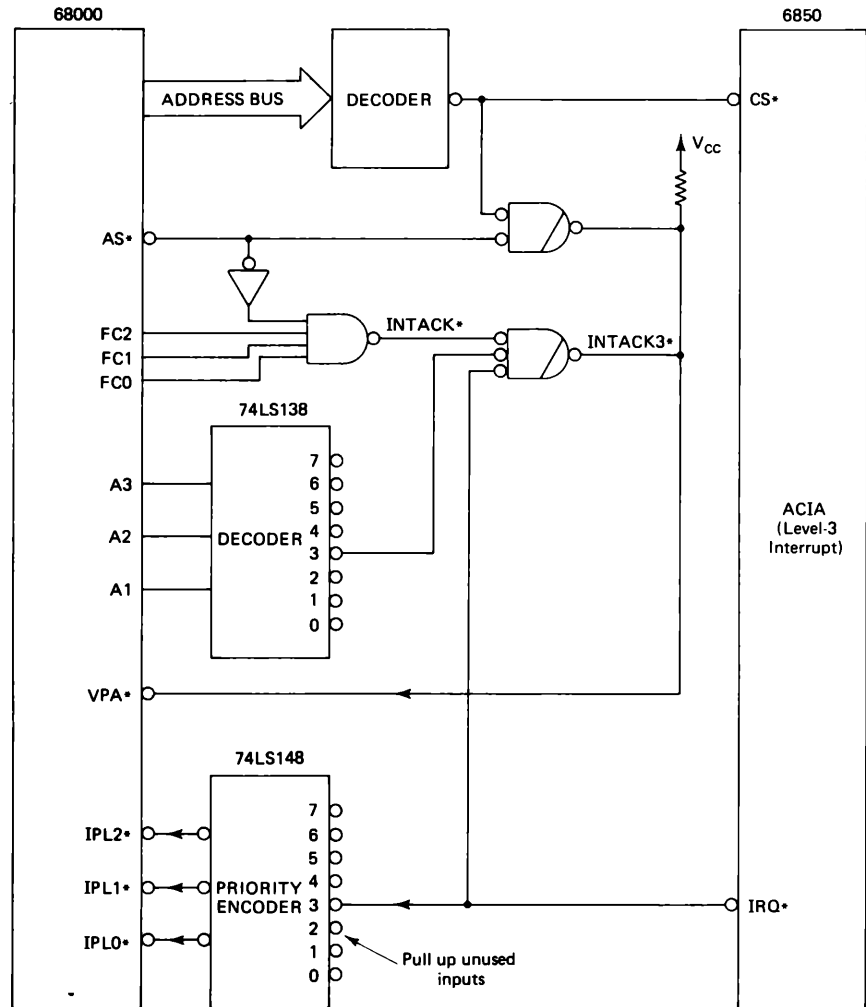 68000
6850
ADDRESS BUS
DECODER
CS*
VCC
AS*
FC2
INTACK*
INTACK3*
FC1
FC0
74LS138
7
A3
6
5
ACIA
(Level-3
Interrupt)
4
A2
DECODER
3
2
A1
1
0
VPA*
74LS148
7
IPL2*
6
5
4
IPL1*
PRIORITY
ENCODER
3
IRQ*
2
IPL0*
1
Pull up unused
inputs
0